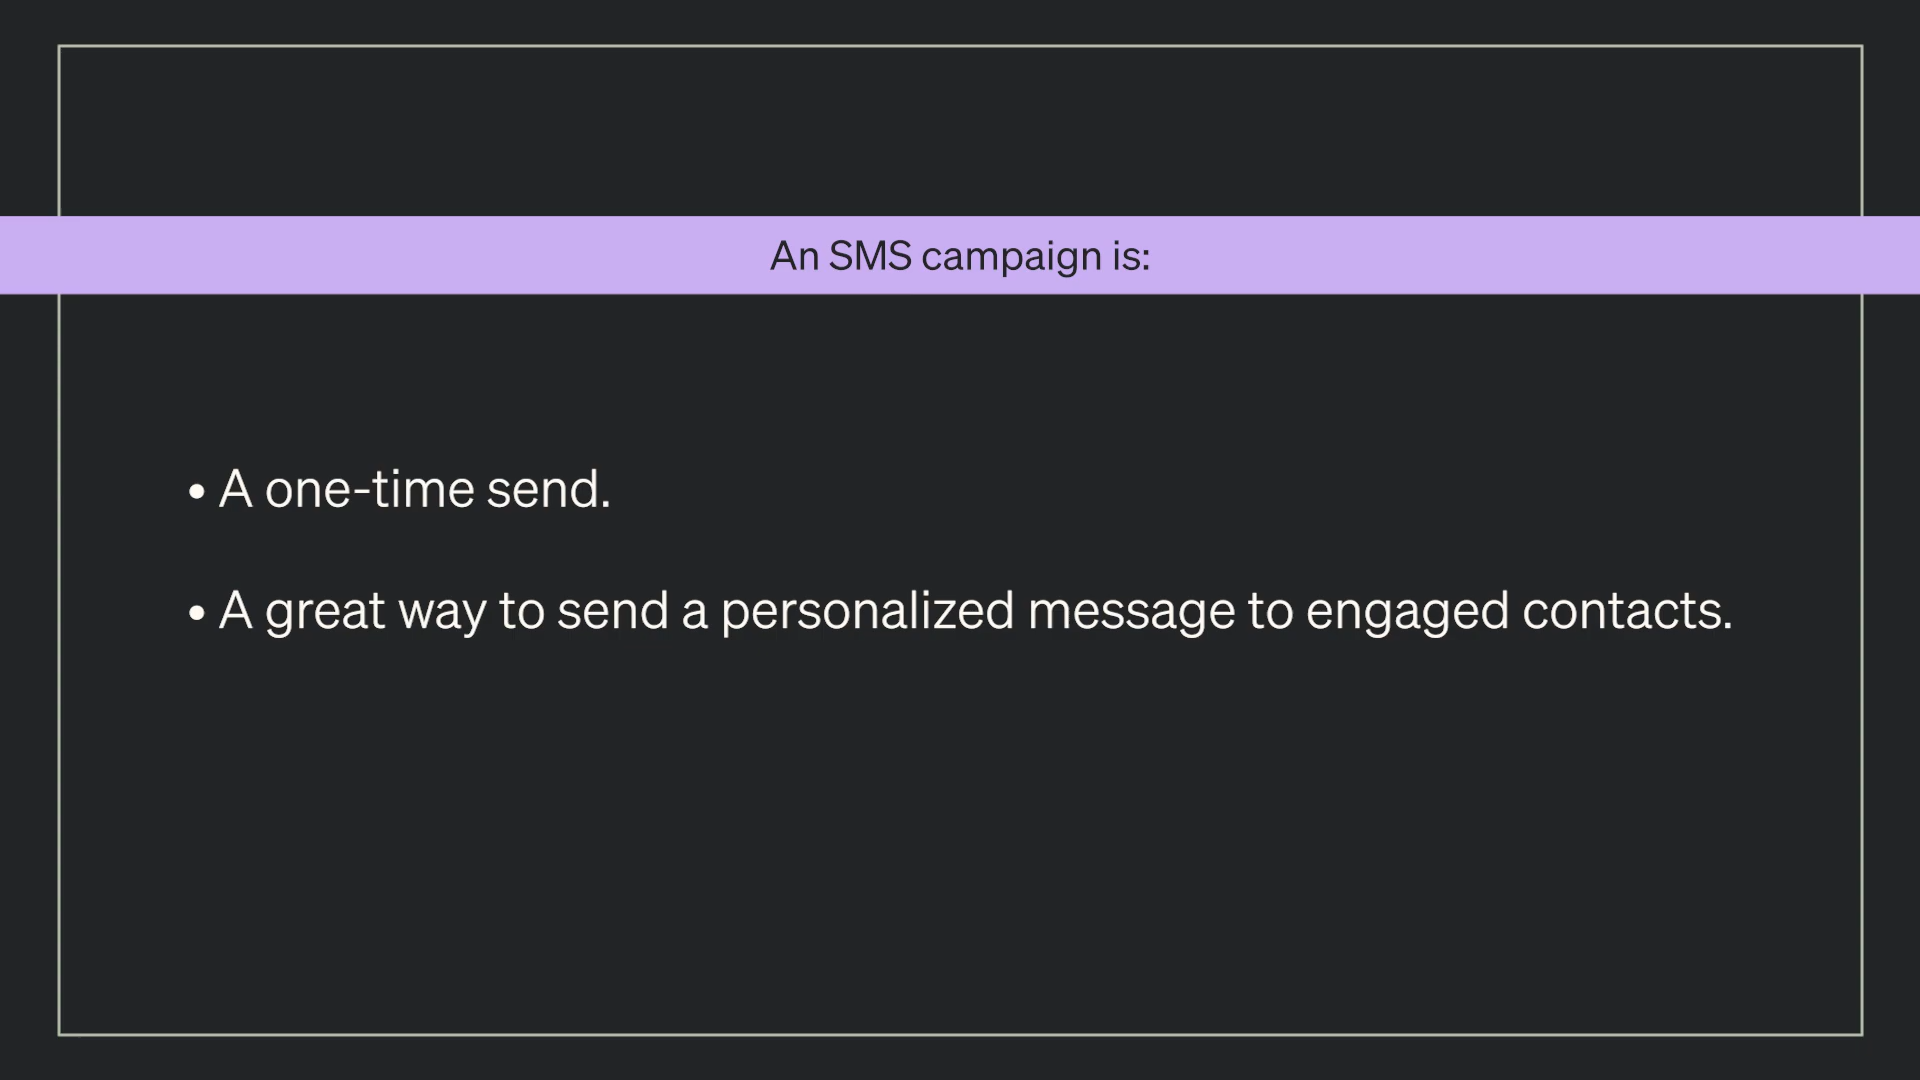 An SMS campaign is:
• A one-time send.
• A great way to send a personalized message to engaged contacts.